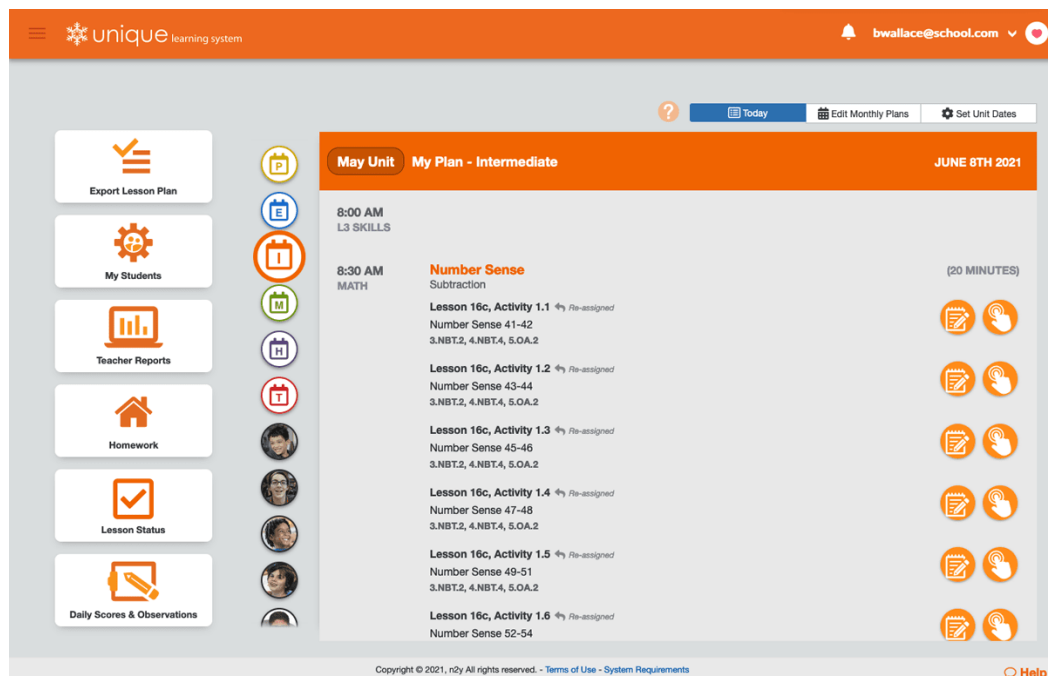 unique learning system
bwallace@school.com
Today
Edit Monthly Plans
Set Unit Dates
Export Lesson Plan
My Students
Teacher Reports
Homework
Lesson Status
Daily Scores & Observations
P
E
I
M
H
T
May Unit My Plan - Intermediate JUNE 8TH 2021
8:00 AM
L3 SKILLS
8:30 AM Number Sense (20 MINUTES)
MATH Subtraction
Lesson 16c, Activity 1.1 Re-assigned
Number Sense 41-42
3.NBT.2, 4.NBT.4, 5.OA.2
Lesson 16c, Activity 1.2 Re-assigned
Number Sense 43-44
3.NBT.2, 4.NBT.4, 5.OA.2
Lesson 16c, Activity 1.3 Re-assigned
Number Sense 45-46
3.NBT.2, 4.NBT.4, 5.OA.2
Lesson 16c, Activity 1.4 Re-assigned
Number Sense 47-48
3.NBT.2, 4.NBT.4, 5.OA.2
Lesson 16c, Activity 1.5 Re-assigned
Number Sense 49-51
3.NBT.2, 4.NBT.4, 5.OA.2
Lesson 16c, Activity 1.6 Re-assigned
Number Sense 52-54
Copyright © 2021, n2y All rights reserved. - Terms of Use - System Requirements
Help